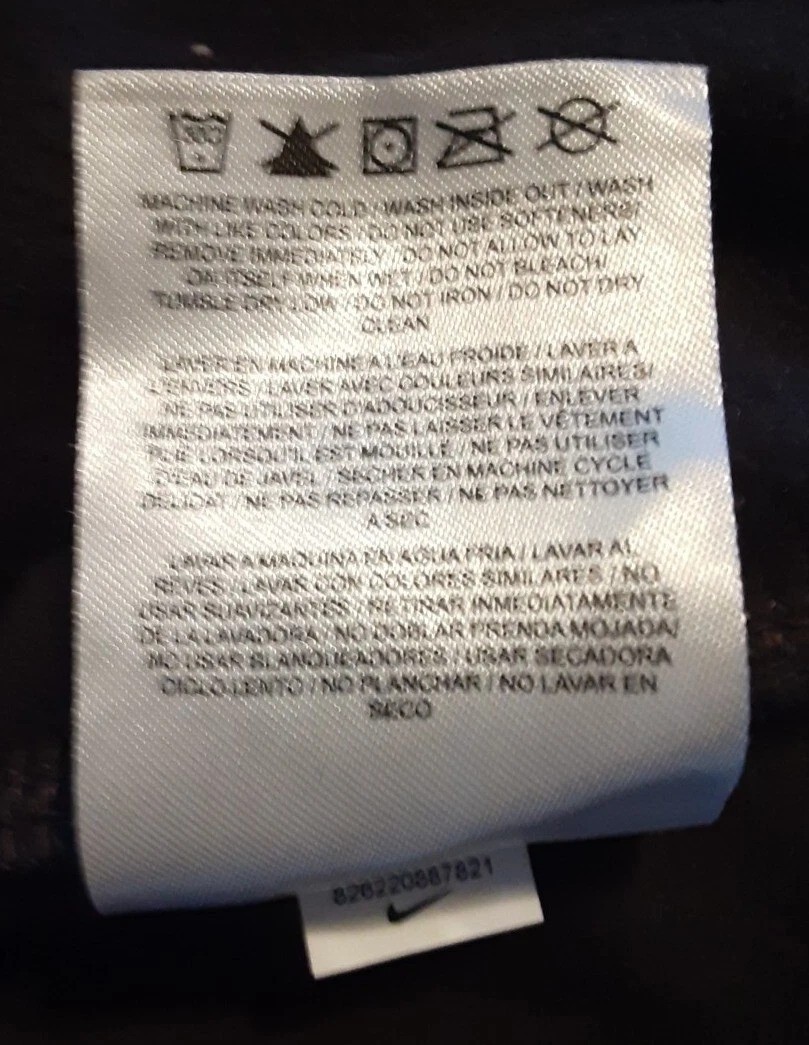 30C
MACHINE WASH COLD / WASH INSIDE OUT / WASH
WITH LIKE COLORS / DO NOT USE SOFTENERS/
REMOVE IMMEDIATELY / DO NOT ALLOW TO LAY
ON ITSELF WHEN WET / DO NOT BLEACH/
TUMBLE DRY LOW / DO NOT IRON / DO NOT DRY
CLEAN
LAVER EN MACHINE A L'EAU FROIDE / LAVER A
L'ENVERS / LAVER AVEC COULEURS SIMILAIRES/
NE PAS UTILISER D'ADOUCISSEUR / ENLEVER
IMMEDIATEMENT / NE PAS LAISSER LE VÊTEMENT
PLIE LORSQU'IL EST MOUILLÉ / NE PAS UTILISER
D'EAU DE JAVEL / SECHER EN MACHINE CYCLE
DELICAT / NE PAS REPASSER / NE PAS NETTOYER
A SEC
LAVAR A MAQUINA EN AGUA FRIA / LAVAR AL
REVES / LAVAR CON COLORES SIMILARES / NO
USAR SUAVIZANTES / RETIRAR INMEDIATAMENTE
DE LA LAVADORA / NO DOBLAR PRENDA MOJADA/
NO USAR BLANQUEADORES / USAR SECADORA
CICLO LENTO / NO PLANCHAR / NO LAVAR EN
SECO
826220887821